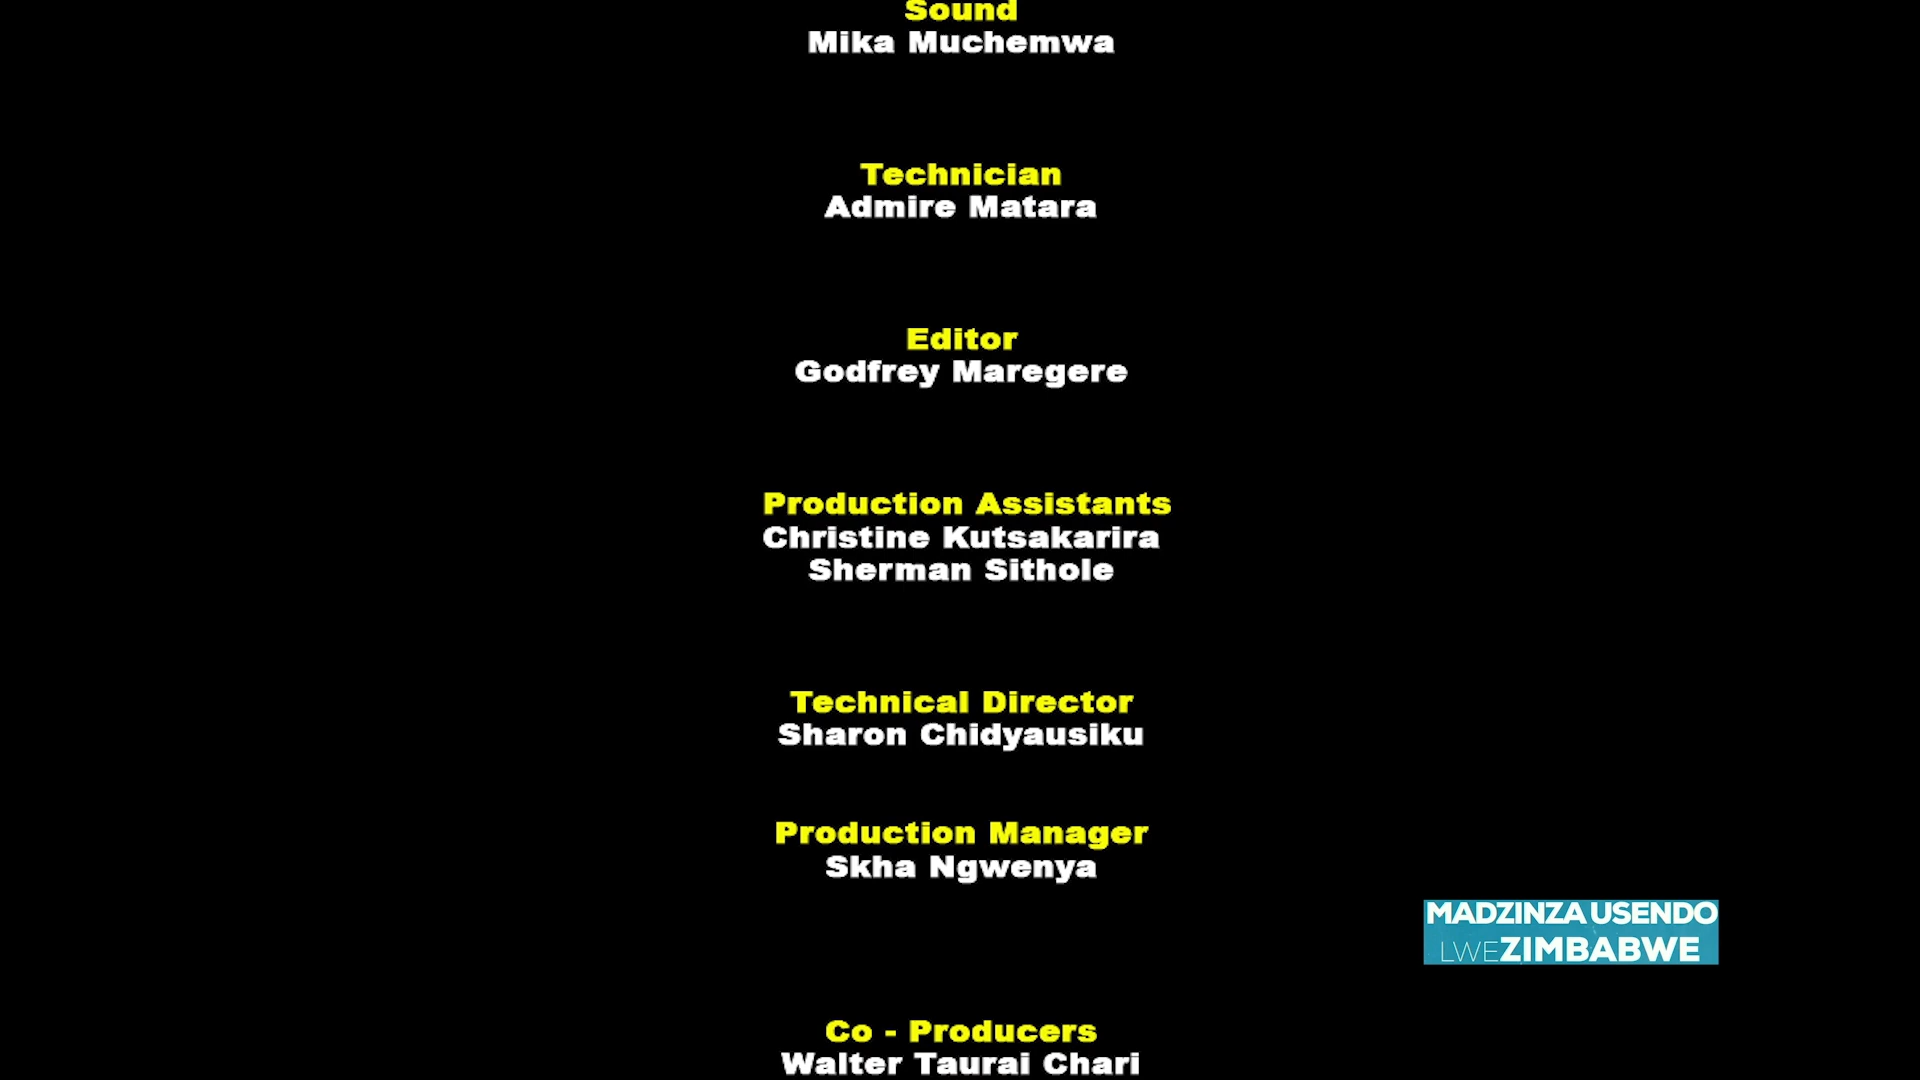 Sound
Mika Muchemwa
Technician
Admire Matara
Editor
Godfrey Maregere
Production Assistants
Christine Kutsakarira
Sherman Sithole
Technical Director
Sharon Chidyausiku
Production Manager
Skha Ngwenya
MADZINZA USENDO
LWEZIMBABWE
Co - Producers
Walter Taurai Chari